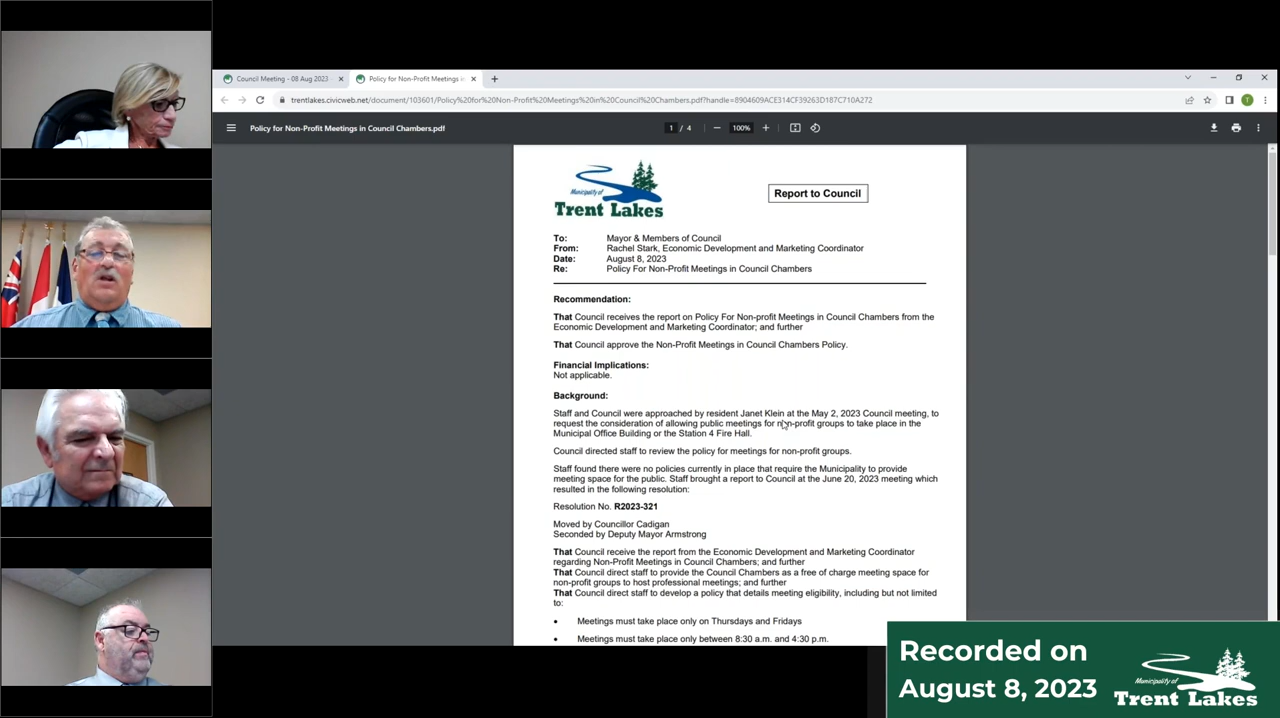 Council Meeting - 08 Aug 2023
Policy for Non-Profit Meetings in
trentlakes.civicweb.net/document/103601/Policy%20for%20Non-Profit%20Meetings%20in%20Council%20Chambers.pdf?handle=8904609ACE314CF39263D187C710A272
T
Policy for Non-Profit Meetings in Council Chambers.pdf
1 / 4
100%
Municipality of
Trent Lakes
Report to Council
To: Mayor & Members of Council
From: Rachel Stark, Economic Development and Marketing Coordinator
Date: August 8, 2023
Re: Policy For Non-Profit Meetings in Council Chambers
Recommendation:
That Council receives the report on Policy For Non-profit Meetings in Council Chambers from the
Economic Development and Marketing Coordinator; and further
That Council approve the Non-Profit Meetings in Council Chambers Policy.
Financial Implications:
Not applicable.
Background:
Staff and Council were approached by resident Janet Klein at the May 2, 2023 Council meeting, to
request the consideration of allowing public meetings for non-profit groups to take place in the
Municipal Office Building or the Station 4 Fire Hall.
Council directed staff to review the policy for meetings for non-profit groups.
Staff found there were no policies currently in place that require the Municipality to provide
meeting space for the public. Staff brought a report to Council at the June 20, 2023 meeting which
resulted in the following resolution:
Resolution No. R2023-321
Moved by Councillor Cadigan
Seconded by Deputy Mayor Armstrong
That Council receive the report from the Economic Development and Marketing Coordinator
regarding Non-Profit Meetings in Council Chambers; and further
That Council direct staff to provide the Council Chambers as a free of charge meeting space for
non-profit groups to host professional meetings; and further
That Council direct staff to develop a policy that details meeting eligibility, including but not limited
to:
• Meetings must take place only on Thursdays and Fridays
• Meetings must take place only between 8:30 a.m. and 4:30 p.m.
Recorded on
August 8, 2023
Municipality of
Trent Lakes